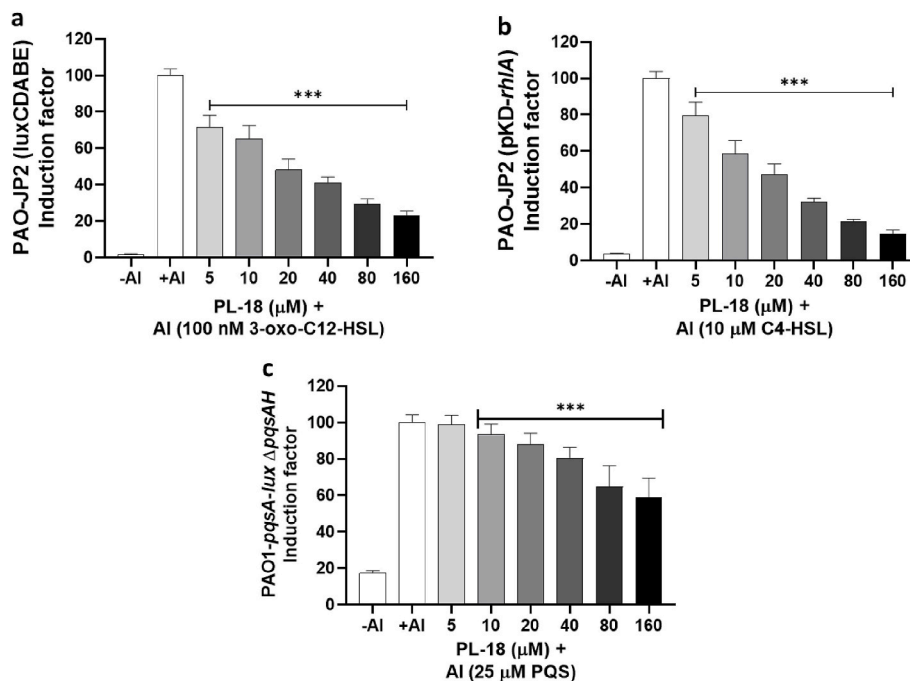 a
PAO-JP2 (luxCDABE)
Induction factor
120
100
80
60
40
20
0
***
-AI
+AI
5
10
20
40
80
160
PL-18 (μM) +
AI (100 nM 3-oxo-C12-HSL)
b
PAO-JP2 (pKD-rhlA)
Induction factor
120
100
80
60
40
20
0
***
-AI
+AI
5
10
20
40
80
160
PL-18 (μM) +
AI (10 μM C4-HSL)
c
PAO1-pqsA-lux ΔpqsAH
Induction factor
120
100
80
60
40
20
0
***
-AI
+AI
5
10
20
40
80
160
PL-18 (μM) +
AI (25 μM PQS)